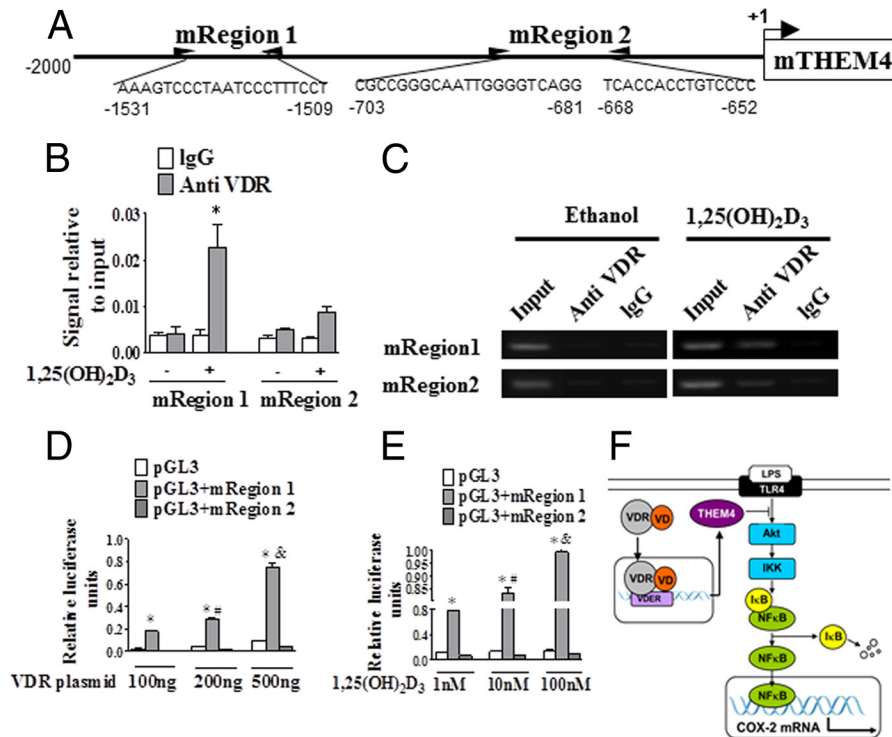 A
mRegion 1
mRegion 2
+1
-2000
mTHEM4
AAAGTCCCTAATCCCTTTCCT
CGCCGGGCAATTGGGGTCAGG
TCACCACCTGTCCCC
-1531
-1509
-703
-681
-668
-652
B
IgG
Anti VDR
Signal relative to input
0.03
0.02
0.01
0.00
*
1,25(OH)2D3
- + - +
mRegion 1
mRegion 2
C
Ethanol
1,25(OH)2D3
Input
Anti VDR
IgG
Input
Anti VDR
IgG
mRegion1
mRegion2
D
pGL3
pGL3+mRegion 1
pGL3+mRegion 2
Relative luciferase units
1.0
0.8
0.6
0.4
0.2
0.0
*
*#
*&
VDR plasmid
100ng
200ng
500ng
E
pGL3
pGL3+mRegion 1
pGL3+mRegion 2
Relative luciferase units
1.00
0.95
0.90
0.85
0.8
0.4
0.0
*
*#
*&
1,25(OH)2D3
1nM
10nM
100nM
F
LPS
TLR4
THEM4
VDR
VD
Akt
VDR
VD
VDER
IKK
IκB
NFκB
IκB
NFκB
NFκB
COX-2 mRNA